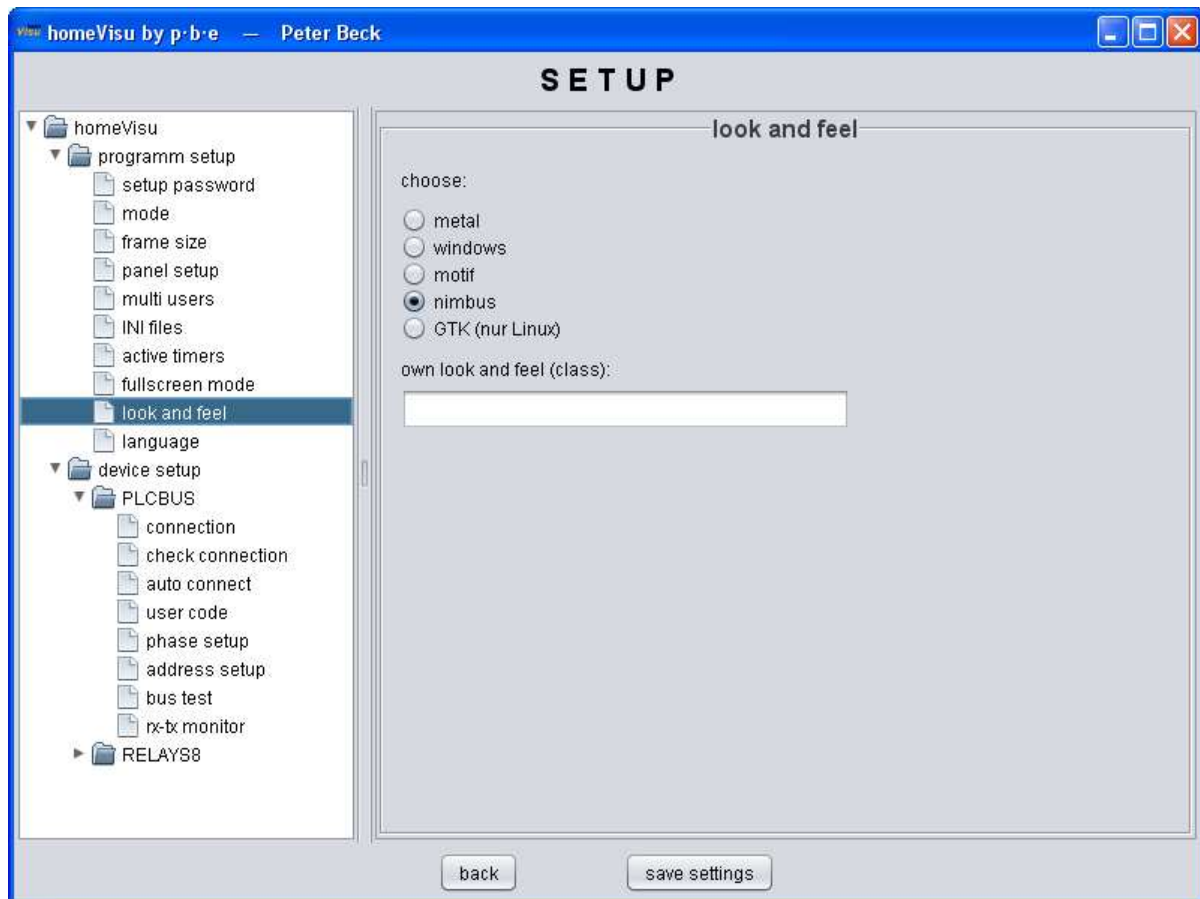 Visu homeVisu by p·b·e — Peter Beck
SETUP
homeVisu
programm setup
setup password
mode
frame size
panel setup
multi users
INI files
active timers
fullscreen mode
look and feel
language
device setup
PLCBUS
connection
check connection
auto connect
user code
phase setup
address setup
bus test
rx-tx monitor
RELAYS8
look and feel
choose:
metal
windows
motif
nimbus
GTK (nur Linux)
own look and feel (class):
back
save settings